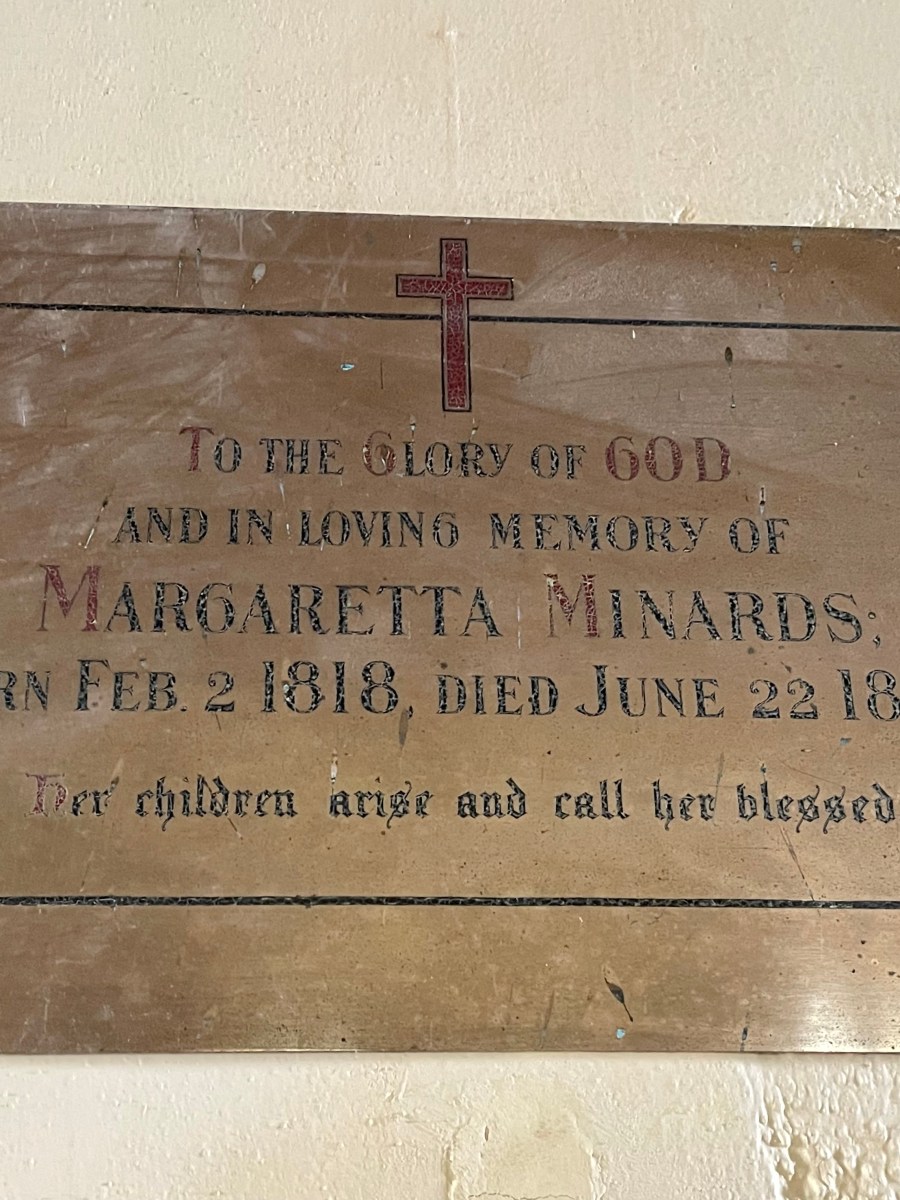 To the Glory of GOD
and in loving memory of
Margaretta Minards;
rn Feb. 2 1818, died June 22 18
Her children arise and call her blessed